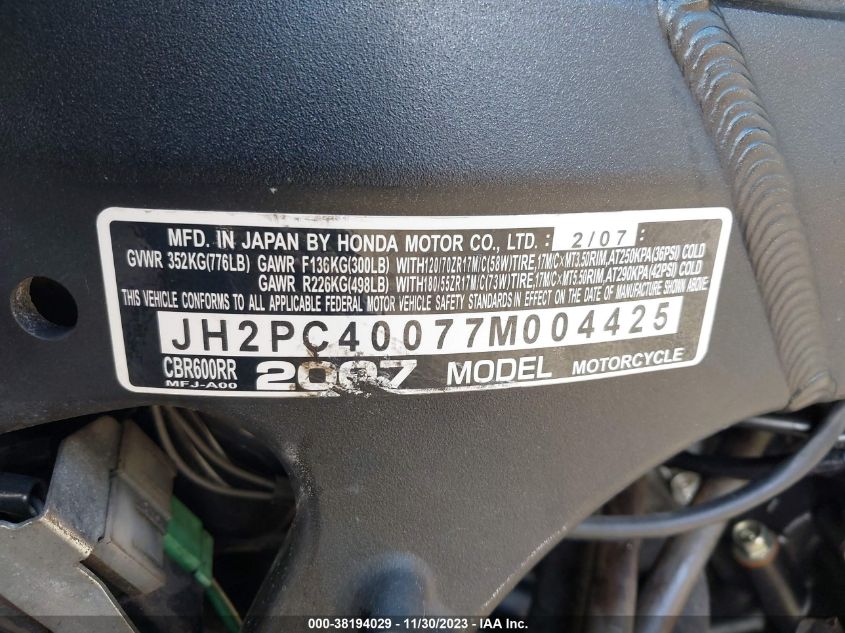 MFD. IN JAPAN BY HONDA MOTOR CO., LTD. : 2/07 :
GVWR 352KG(776LB) GAWR F136KG(300LB) WITH120/70ZR17M/C(58W)TIRE,17M/C×MT3.50RIM,AT250KPA(36PSI) COLD
GAWR R226KG(498LB) WITH180/55ZR17M/C(73W)TIRE,17M/C×MT5.50RIM,AT290KPA(42PSI) COLD
THIS VEHICLE CONFORMS TO ALL APPLICABLE FEDERAL MOTOR VEHICLE SAFETY STANDARDS IN EFFECT ON THE DATE OF MANUFACTURE SHOWN ABOVE
JH2PC40077M004425
CBR600RR 2007 MODEL MOTORCYCLE
MFJ-A00
000-38194029 - 11/30/2023 - IAA Inc.